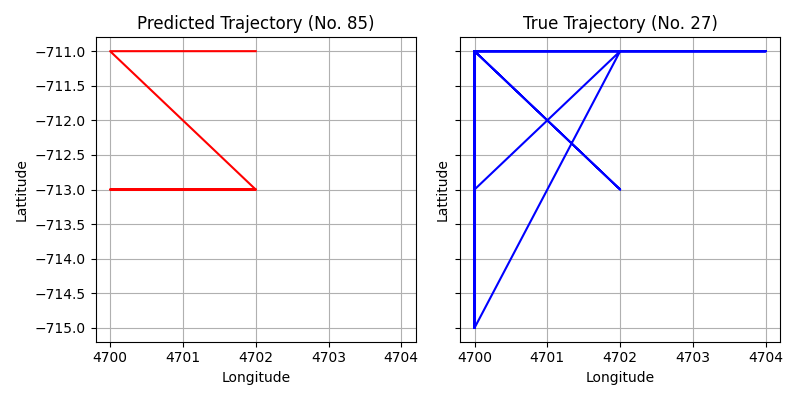 Predicted Trajectory (No. 85)
True Trajectory (No. 27)
−711.0
−711.5
−712.0
−712.5
−713.0
−713.5
−714.0
−714.5
−715.0
Lattitude
Lattitude
4700 4701 4702 4703 4704
4700 4701 4702 4703 4704
Longitude
Longitude